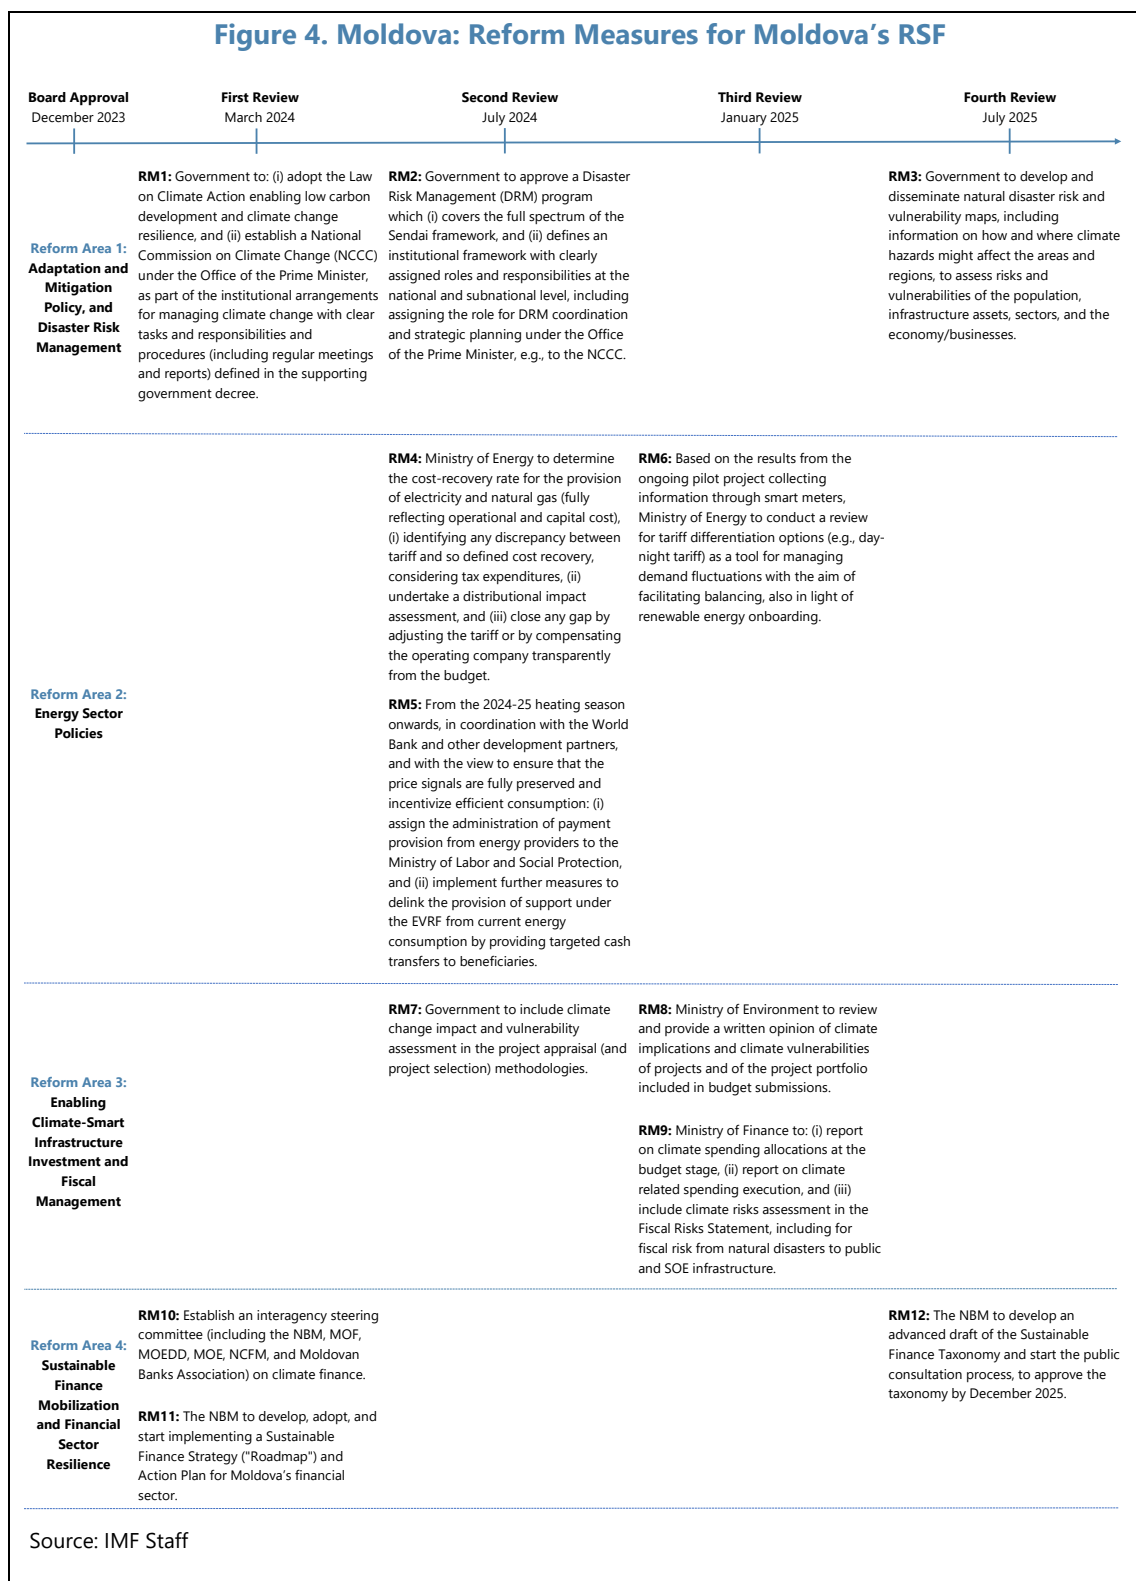 Figure 4. Moldova: Reform Measures for Moldova's RSF
Board Approval
December 2023
First Review
March 2024
Second Review
July 2024
Third Review
January 2025
Fourth Review
July 2025
Reform Area 1:
Adaptation and
Mitigation
Policy, and
Disaster Risk
Management
RM1: Government to: (i) adopt the Law
on Climate Action enabling low carbon
development and climate change
resilience, and (ii) establish a National
Commission on Climate Change (NCCC)
under the Office of the Prime Minister,
as part of the institutional arrangements
for managing climate change with clear
tasks and responsibilities and
procedures (including regular meetings
and reports) defined in the supporting
government decree.
RM2: Government to approve a Disaster
Risk Management (DRM) program
which (i) covers the full spectrum of the
Sendai framework, and (ii) defines an
institutional framework with clearly
assigned roles and responsibilities at the
national and subnational level, including
assigning the role for DRM coordination
and strategic planning under the Office
of the Prime Minister, e.g., to the NCCC.
RM3: Government to develop and
disseminate natural disaster risk and
vulnerability maps, including
information on how and where climate
hazards might affect the areas and
regions, to assess risks and
vulnerabilities of the population,
infrastructure assets, sectors, and the
economy/businesses.
Reform Area 2:
Energy Sector
Policies
RM4: Ministry of Energy to determine
the cost-recovery rate for the provision
of electricity and natural gas (fully
reflecting operational and capital cost),
(i) identifying any discrepancy between
tariff and so defined cost recovery,
considering tax expenditures, (ii)
undertake a distributional impact
assessment, and (iii) close any gap by
adjusting the tariff or by compensating
the operating company transparently
from the budget.
RM5: From the 2024-25 heating season
onwards, in coordination with the World
Bank and other development partners,
and with the view to ensure that the
price signals are fully preserved and
incentivize efficient consumption: (i)
assign the administration of payment
provision from energy providers to the
Ministry of Labor and Social Protection,
and (ii) implement further measures to
delink the provision of support under
the EVRF from current energy
consumption by providing targeted cash
transfers to beneficiaries.
RM6: Based on the results from the
ongoing pilot project collecting
information through smart meters,
Ministry of Energy to conduct a review
for tariff differentiation options (e.g., day-
night tariff) as a tool for managing
demand fluctuations with the aim of
facilitating balancing, also in light of
renewable energy onboarding.
Reform Area 3:
Enabling
Climate-Smart
Infrastructure
Investment and
Fiscal
Management
RM7: Government to include climate
change impact and vulnerability
assessment in the project appraisal (and
project selection) methodologies.
RM8: Ministry of Environment to review
and provide a written opinion of climate
implications and climate vulnerabilities
of projects and of the project portfolio
included in budget submissions.
RM9: Ministry of Finance to: (i) report
on climate spending allocations at the
budget stage, (ii) report on climate
related spending execution, and (iii)
include climate risks assessment in the
Fiscal Risks Statement, including for
fiscal risk from natural disasters to public
and SOE infrastructure.
Reform Area 4:
Sustainable
Finance
Mobilization
and Financial
Sector
Resilience
RM10: Establish an interagency steering
committee (including the NBM, MOF,
MOEDD, MOE, NCFM, and Moldovan
Banks Association) on climate finance.
RM11: The NBM to develop, adopt, and
start implementing a Sustainable
Finance Strategy ("Roadmap") and
Action Plan for Moldova's financial
sector.
RM12: The NBM to develop an
advanced draft of the Sustainable
Finance Taxonomy and start the public
consultation process, to approve the
taxonomy by December 2025.
Source: IMF Staff